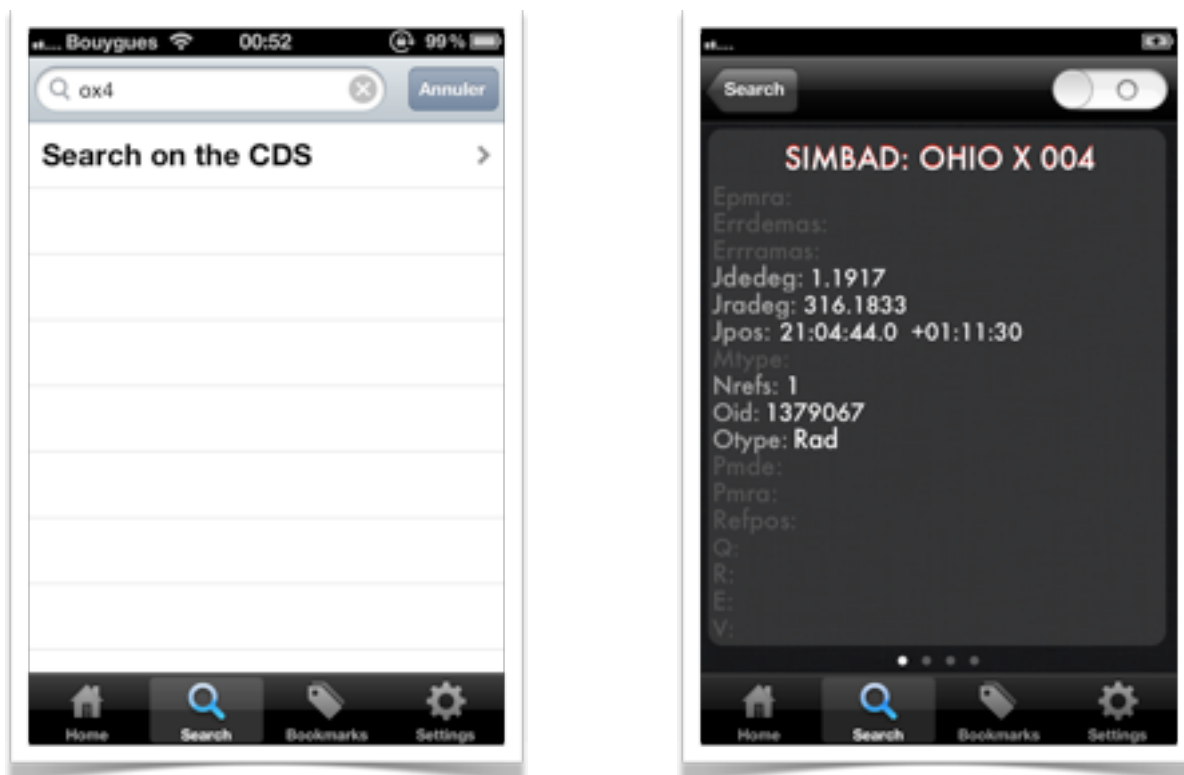 Bouygues 00:52 99%
ox4
Annuler
Search on the CDS
Home Search Bookmarks Settings
Search O
SIMBAD: OHIO X 004
Epmra:
Errdemas:
Errramas:
Jdedeg: 1.1917
Jradeg: 316.1833
Jpos: 21:04:44.0 +01:11:30
Mtype:
Nrefs: 1
Oid: 1379067
Otype: Rad
Pmde:
Pmra:
Refpos:
Q:
R:
E:
V:
Home Search Bookmarks Settings